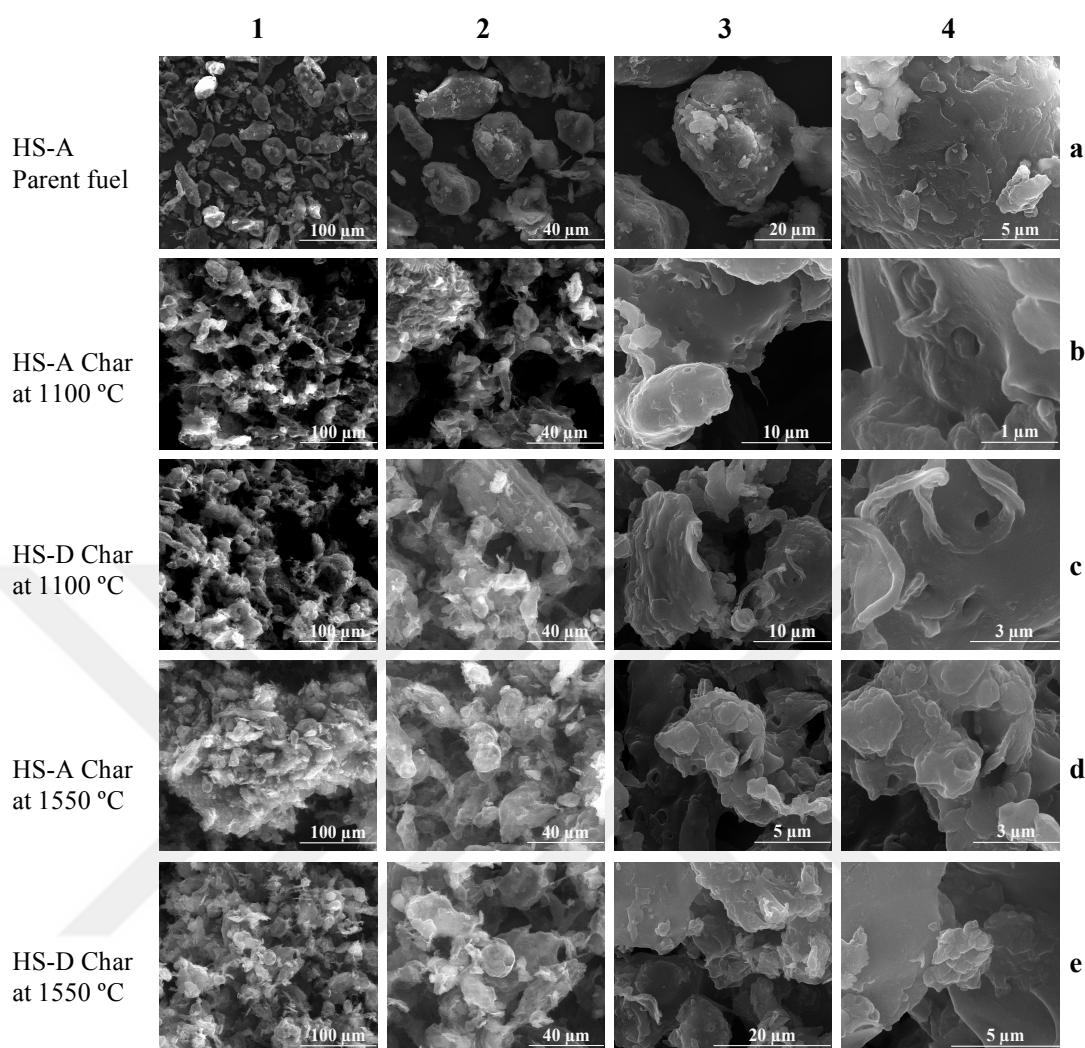 1 2 3 4
HS-A
Parent fuel
100 µm 40 µm 20 µm 5 µm
a
HS-A Char
at 1100 ºC
100 µm 40 µm 10 µm 1 µm
b
HS-D Char
at 1100 ºC
100 µm 40 µm 10 µm 3 µm
c
HS-A Char
at 1550 ºC
100 µm 40 µm 5 µm 3 µm
d
HS-D Char
at 1550 ºC
100 µm 40 µm 20 µm 5 µm
e